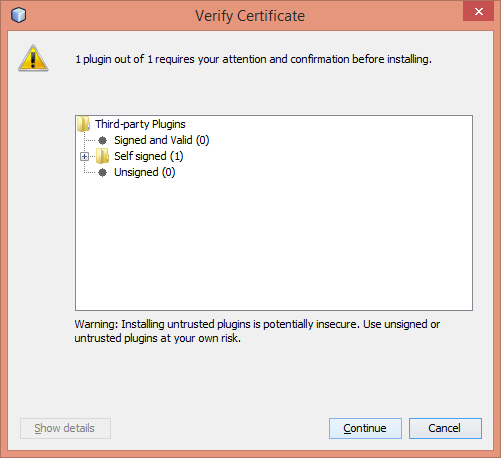 Verify Certificate
1 plugin out of 1 requires your attention and confirmation before installing.
Third-party Plugins
Signed and Valid (0)
Self signed (1)
Unsigned (0)
Warning: Installing untrusted plugins is potentially insecure. Use unsigned or
untrusted plugins at your own risk.
Show details
Continue
Cancel